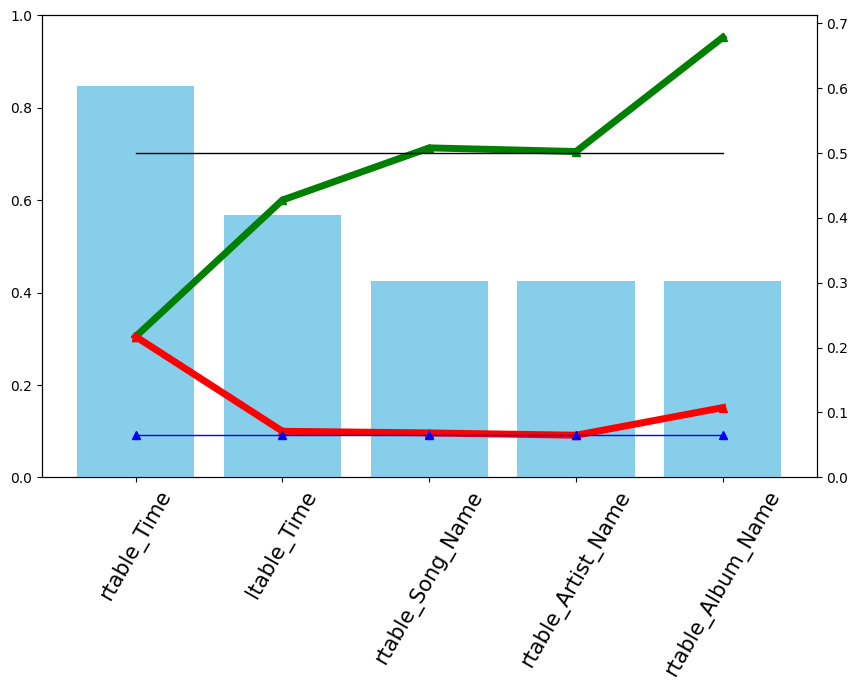 1.0
0.8
0.6
0.4
0.2
0.0
0.7
0.6
0.5
0.4
0.3
0.2
0.1
0.0
rtable_Time
ltable_Time
rtable_Song_Name
rtable_Artist_Name
rtable_Album_Name